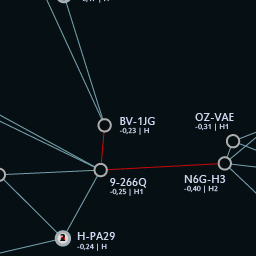 BV-1JG
-0,23 | H
OZ-VAE
-0,31 | H1
9-266Q
-0,25 | H1
N6G-H3
-0,40 | H2
H-PA29
-0,24 | H
2